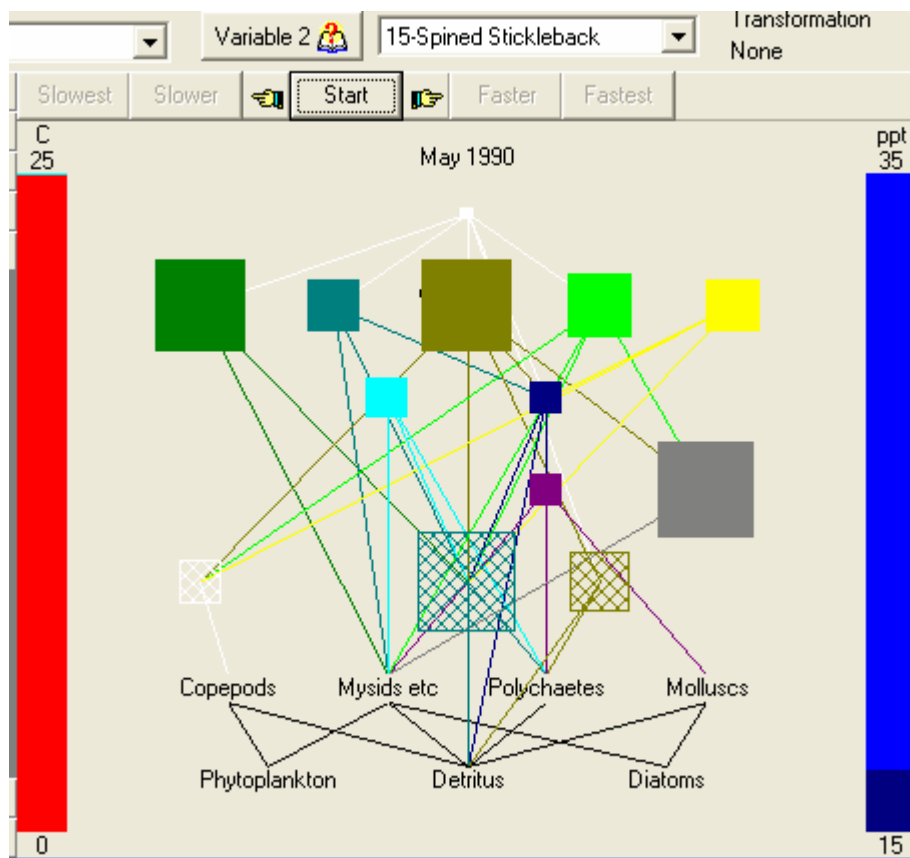 Variable 2
15-Spined Stickleback
Transformation
None
Slowest
Slower
Start
Faster
Fastest
C
25
May 1990
ppt
35
Copepods
Mysids etc
Polychaetes
Molluscs
Phytoplankton
Detritus
Diatoms
0
15